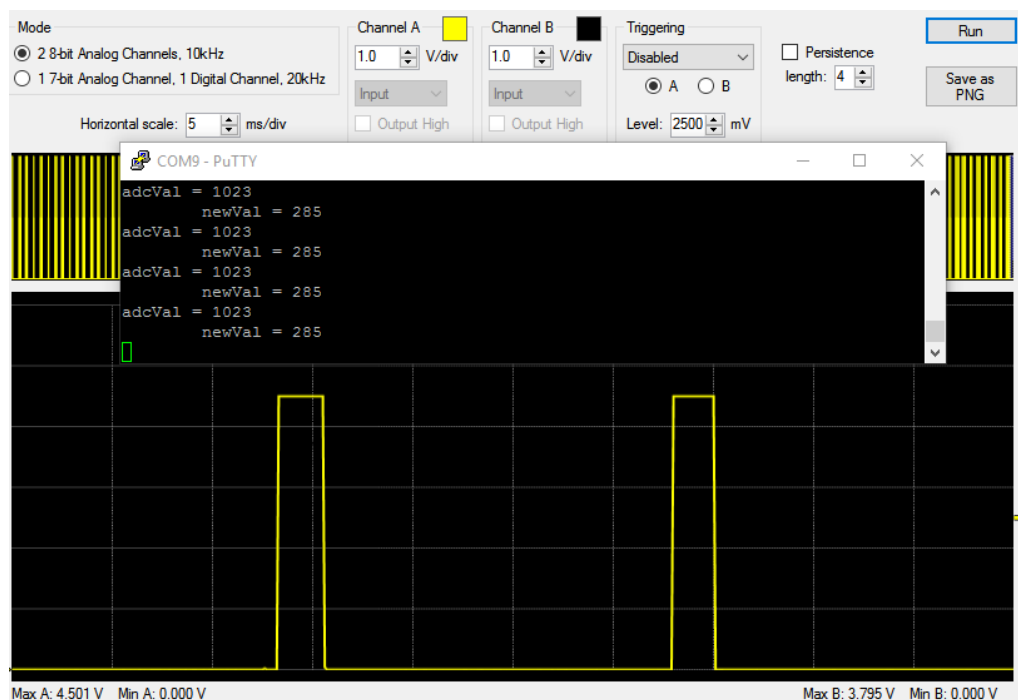 Mode
2 8-bit Analog Channels, 10kHz
1 7-bit Analog Channel, 1 Digital Channel, 20kHz
Horizontal scale: 5 ms/div
Channel A
1.0 V/div
Input
Output High
Channel B
1.0 V/div
Input
Output High
Triggering
Disabled
A B
Level: 2500 mV
Persistence
length: 4
Run
Save as
PNG
COM9 - PuTTY
adcVal = 1023
newVal = 285
adcVal = 1023
newVal = 285
adcVal = 1023
newVal = 285
adcVal = 1023
newVal = 285
Max A: 4.501 V Min A: 0.000 V
Max B: 3.795 V Min B: 0.000 V